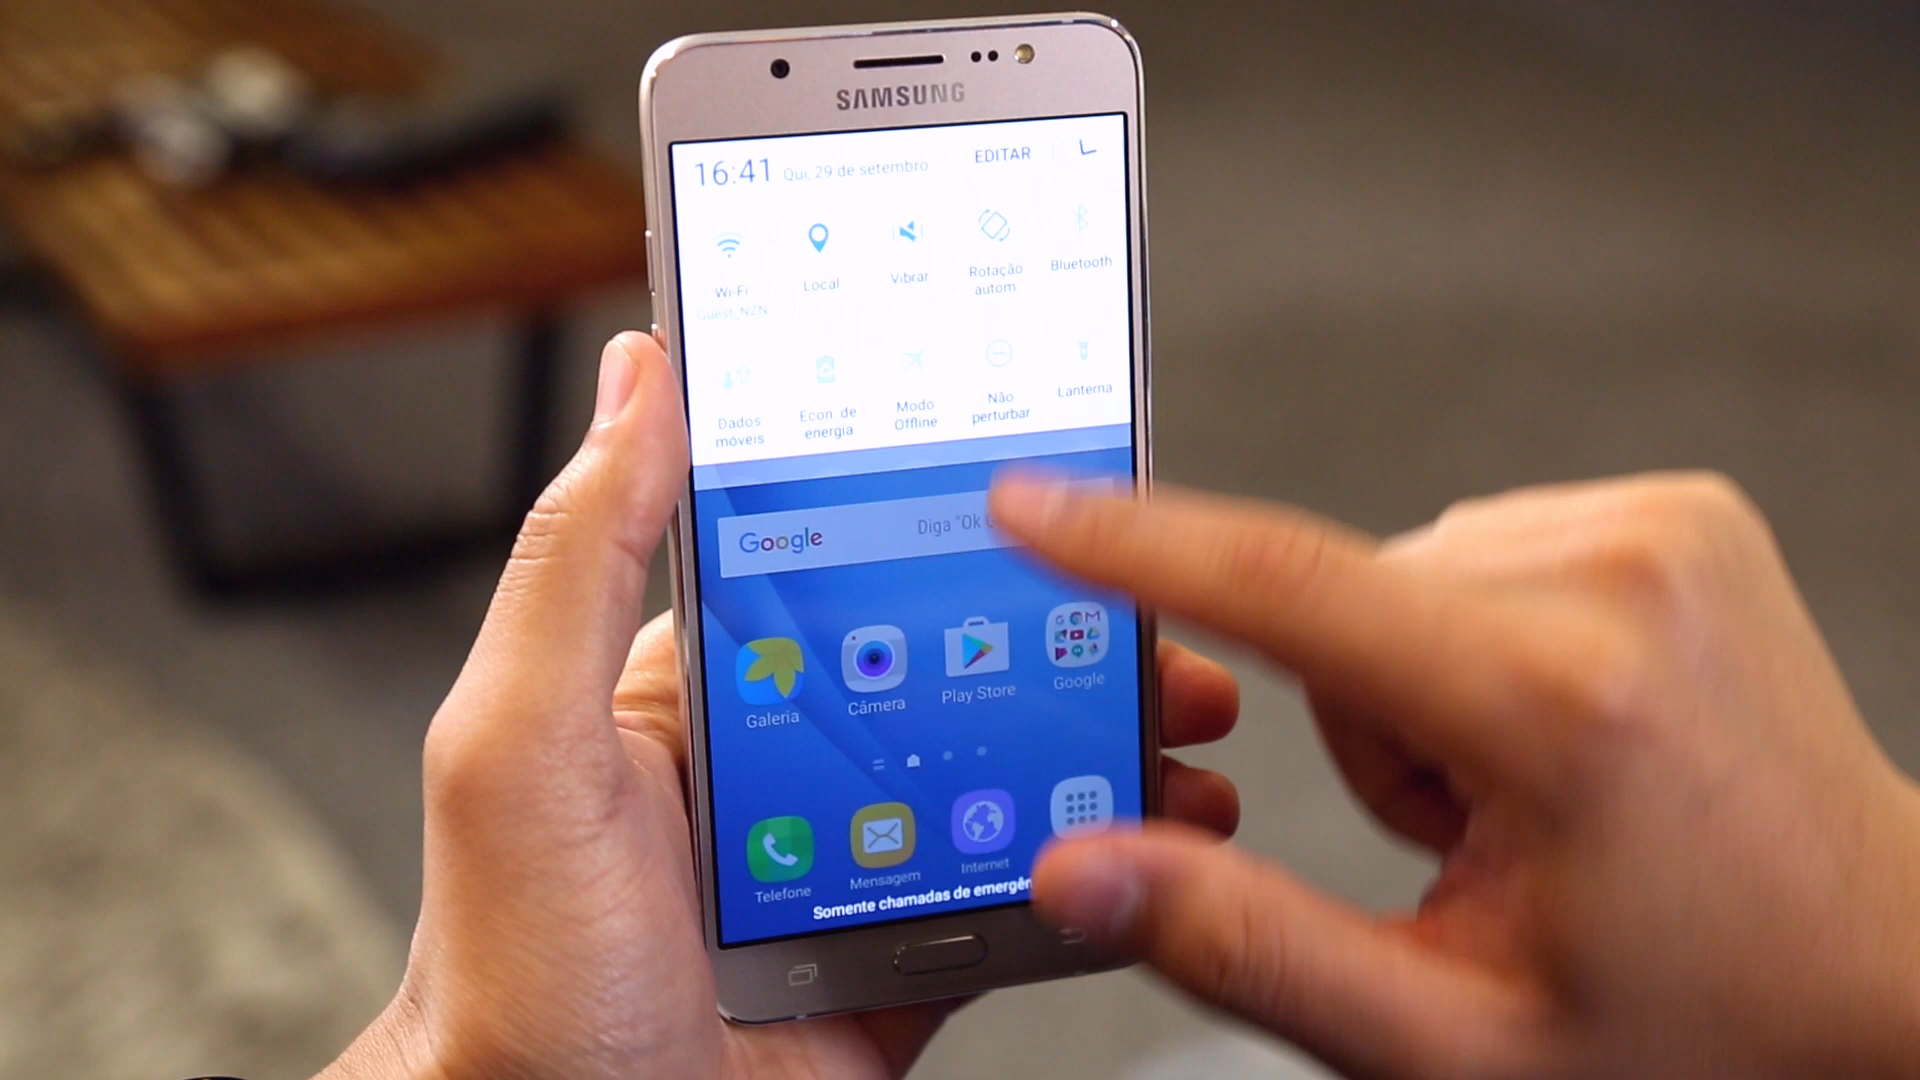 SAMSUNG
16:41 Qui, 29 de setembro EDITAR
Wi-Fi
Guest_NZN
Local
Vibrar
Rotação
autom.
Bluetooth
Dados
móveis
Econ. de
energia
Modo
Offline
Não
perturbar
Lanterna
Google Diga "Ok
Galeria
Câmera
Play Store
Google
Telefone
Mensagem
Internet
Somente chamadas de emergên